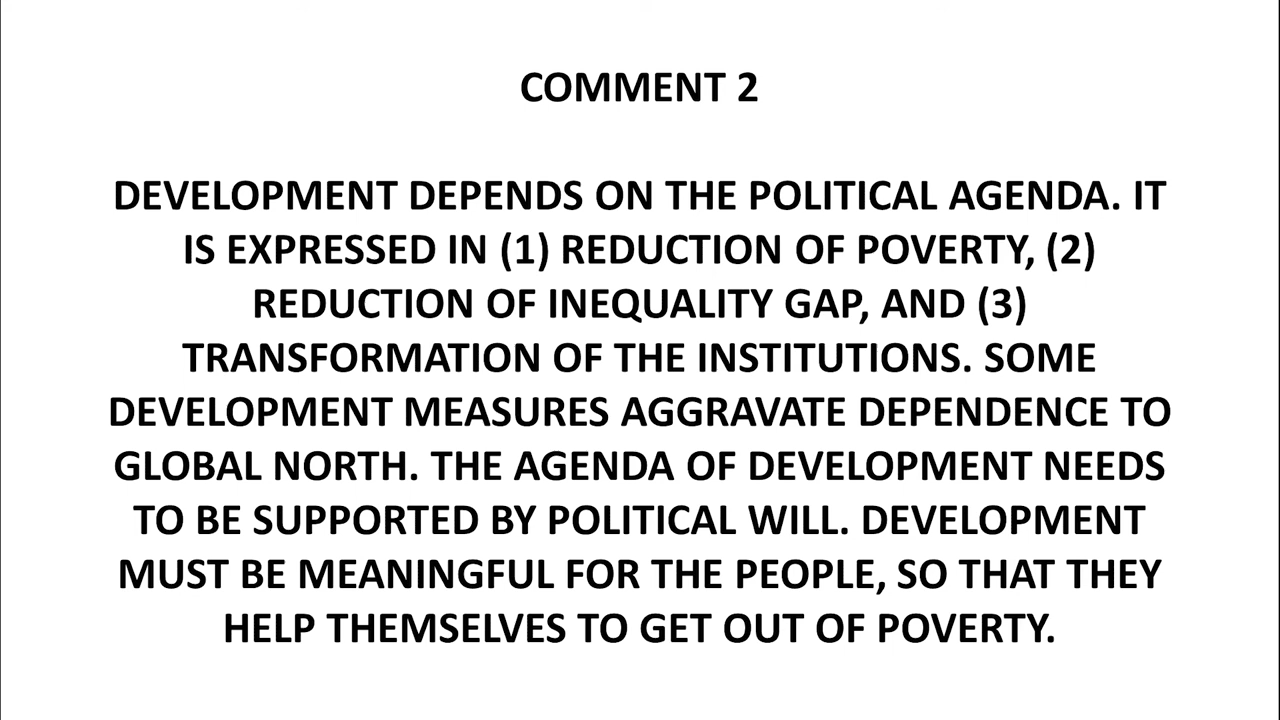 COMMENT 2
DEVELOPMENT DEPENDS ON THE POLITICAL AGENDA. IT
IS EXPRESSED IN (1) REDUCTION OF POVERTY, (2)
REDUCTION OF INEQUALITY GAP, AND (3)
TRANSFORMATION OF THE INSTITUTIONS. SOME
DEVELOPMENT MEASURES AGGRAVATE DEPENDENCE TO
GLOBAL NORTH. THE AGENDA OF DEVELOPMENT NEEDS
TO BE SUPPORTED BY POLITICAL WILL. DEVELOPMENT
MUST BE MEANINGFUL FOR THE PEOPLE, SO THAT THEY
HELP THEMSELVES TO GET OUT OF POVERTY.